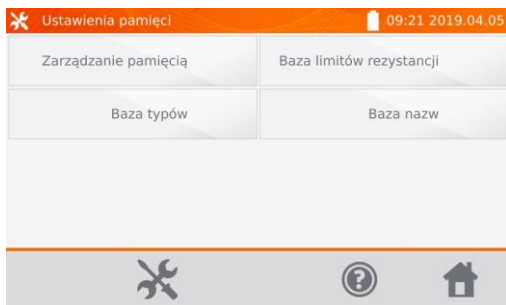 Ustawienia pamięci 09:21 2019.04.05
Zarządzanie pamięcią Baza limitów rezystancji
Baza typów Baza nazw